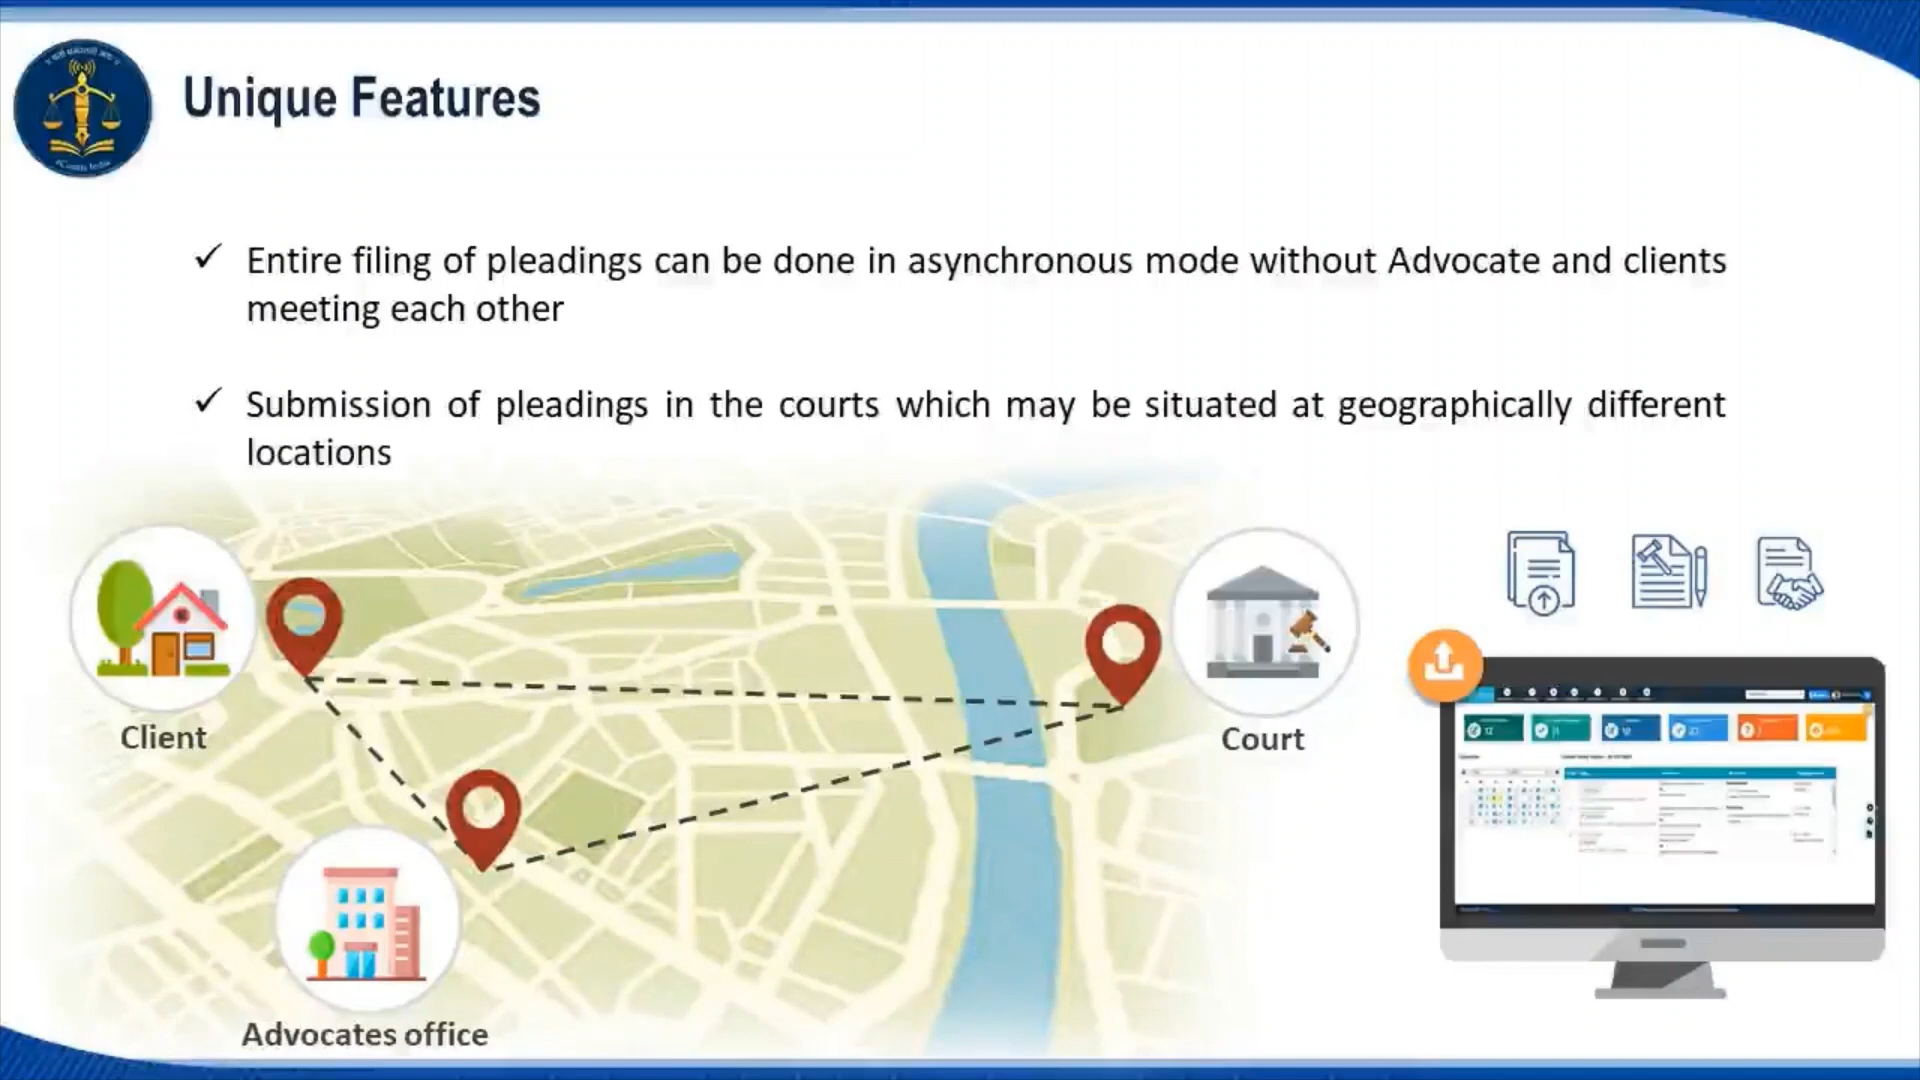 Unique Features
✓ Entire filing of pleadings can be done in asynchronous mode without Advocate and clients
meeting each other
✓ Submission of pleadings in the courts which may be situated at geographically different
locations
Client
Court
Advocates office